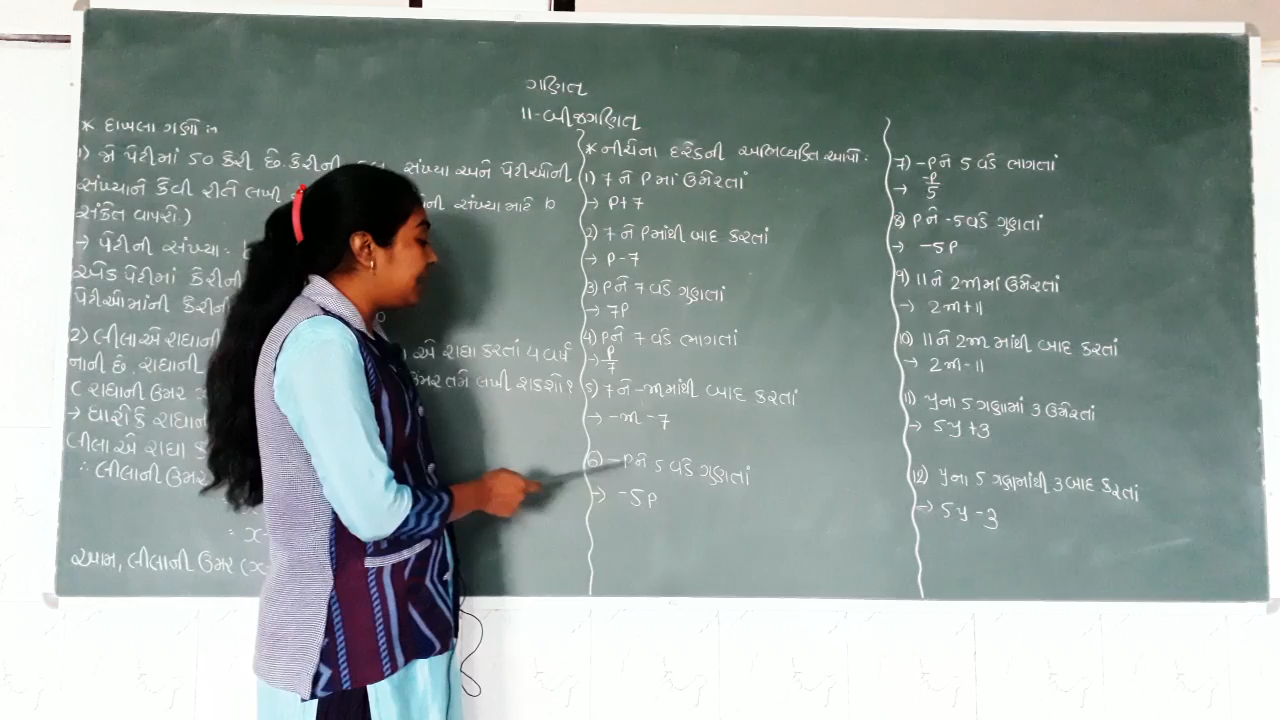 ગણિત
11-બીજગણિત
* દાખલા ગણો :-
1) જો પેટીમાં 50 કેરી છે. કેરીની સંખ્યા અને પેટીઓની
સંખ્યાને કેવી રીતે લખી સંખ્યા માટે b
સંકેત વાપરો.)
→ પેટીની સંખ્યા :
એક પેટીમાં કેરીની
પેટીઓમાંની કેરીની
2) લીલા એ રાધાની એ રાધા કરતાં 4 વર્ષ
નાની છે. રાધાની ઉંમર તમે લખી શકશો?
( રાધાની ઉંમર
→ ધારો કે રાધાની
લીલા એ રાધા
∴ લીલાની ઉંમર
= x-
આમ, લીલાની ઉંમર (x-
* નીચેના દરેકની અભિવ્યક્તિ આપો :
1) 7 ને P માં ઉમેરતાં
→ P+7
2) 7 ને P માંથી બાદ કરતાં
→ P-7
3) P ને 7 વડે ગુણતાં
→ 7P
4) P ને 7 વડે ભાગતાં
→ P/7
5) 7 ને -m માંથી બાદ કરતાં
→ -m-7
6) -P ને 5 વડે ગુણતાં
→ -5P
7) -P ને 5 વડે ભાગતાં
→ -P/5
8) P ને -5 વડે ગુણતાં
→ -5P
9) 11 ને 2m માં ઉમેરતાં
→ 2m+11
10) 11 ને 2m માંથી બાદ કરતાં
→ 2m-11
11) y ના 5 ગણામાં 3 ઉમેરતાં
→ 5y+3
12) y ના 5 ગણામાંથી 3 બાદ કરતાં
→ 5y-3